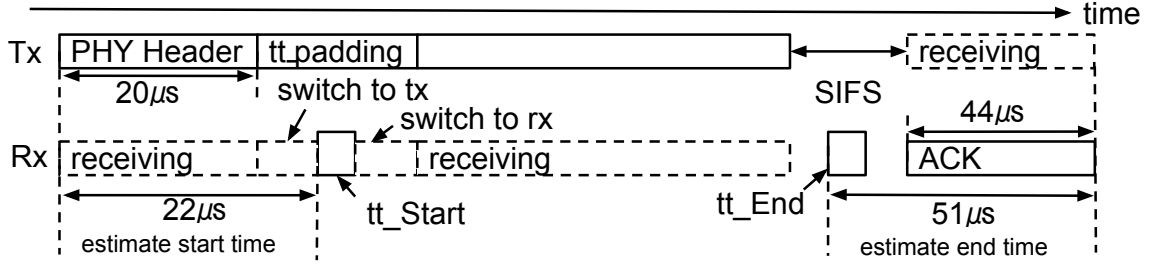 time
Tx
PHY Header
tt_padding
receiving
20μs
switch to tx
SIFS
switch to rx
44μs
Rx
receiving
receiving
ACK
tt_Start
tt_End
22μs
51μs
estimate start time
estimate end time